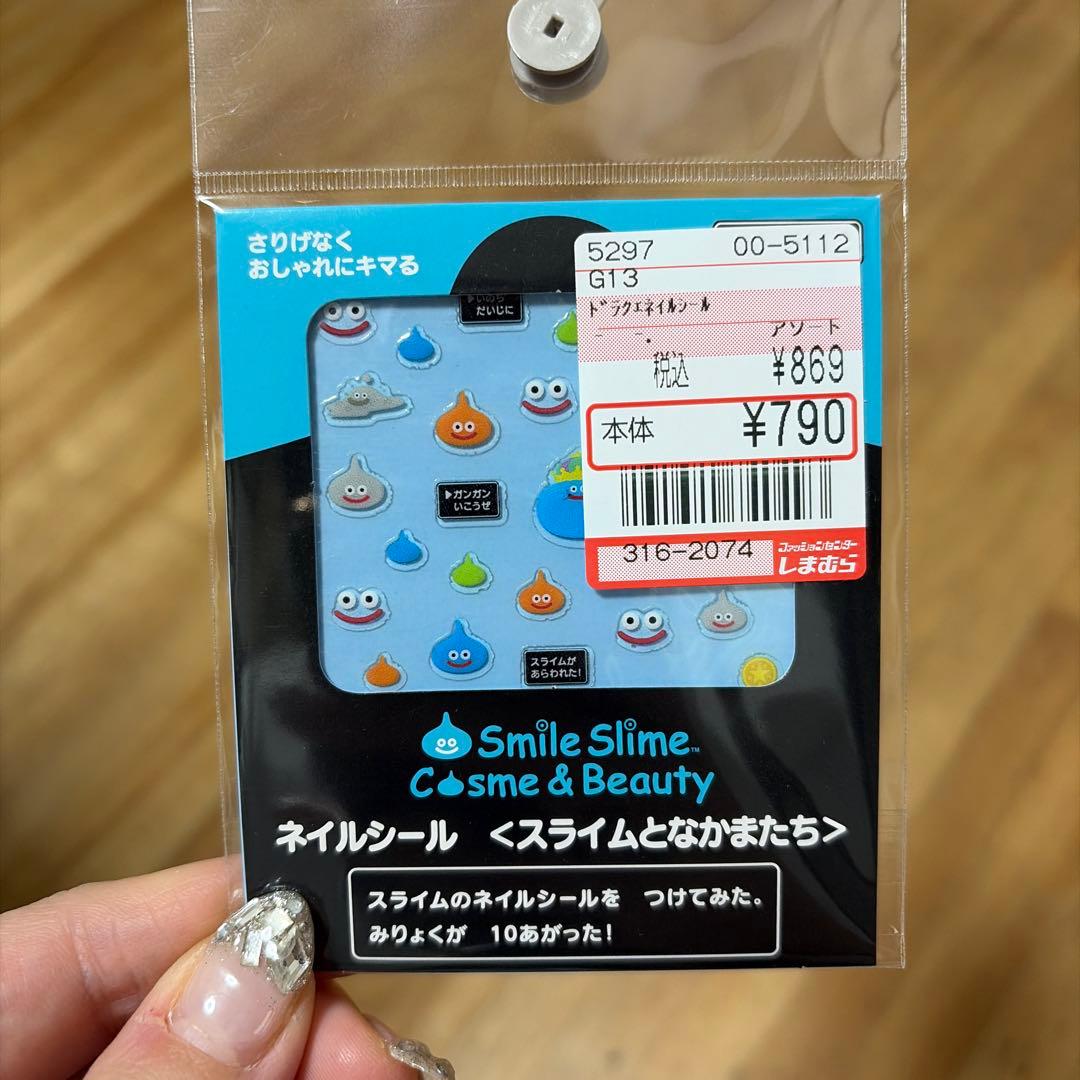 さりげなく
おしゃれにキマる
5297 00-5112
G13
ドラクエネイルシール
アソート
税込 ¥869
本体 ¥790
316-2074 ファッションセンター
しまむら
▶いのち
だいじに
▶ガンガン
いこうぜ
スライムが
あらわれた!
Smile Slime™
Cosme & Beauty
ネイルシール <スライムとなかまたち>
スライムのネイルシールを つけてみた。
みりょくが 10あがった!